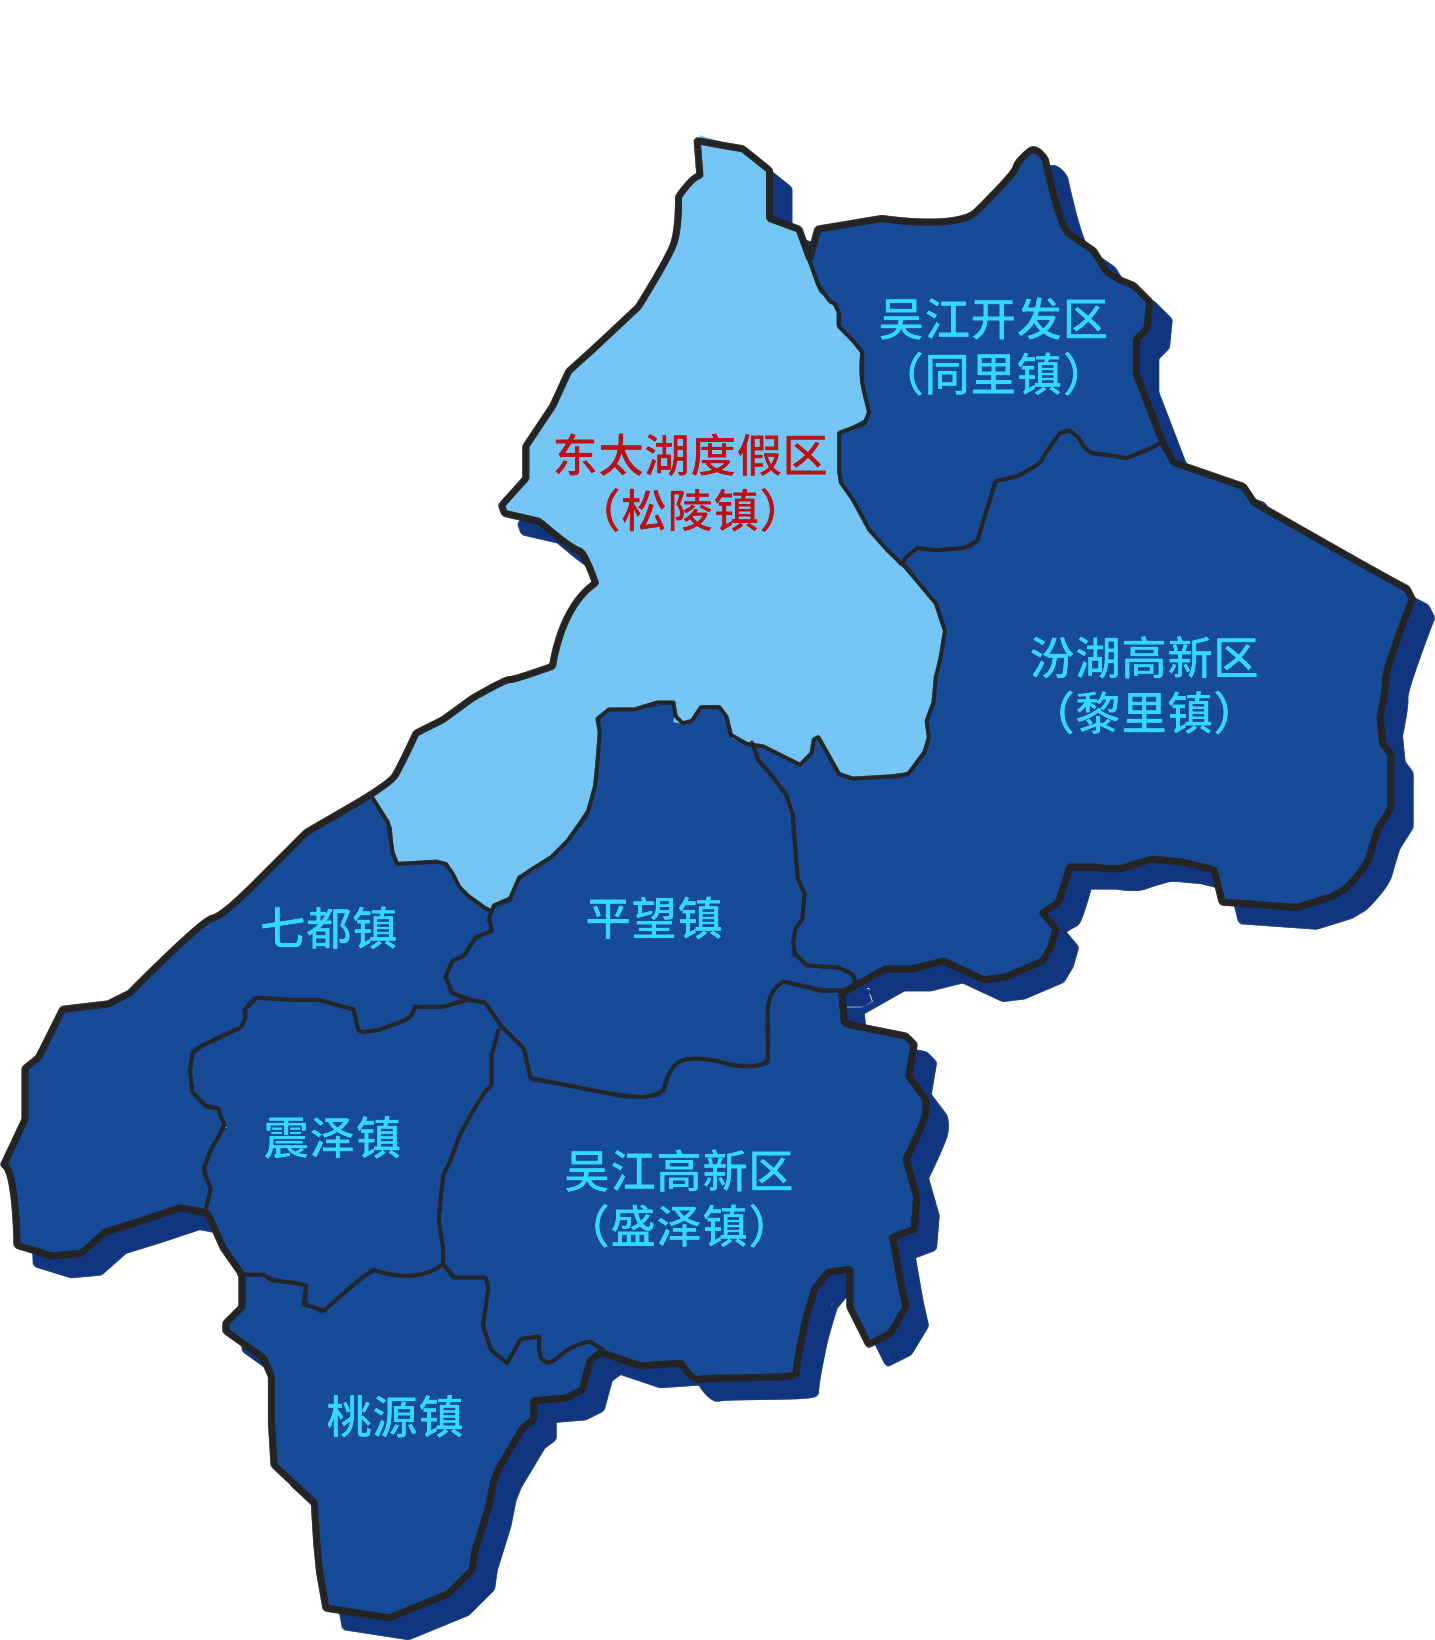 吴江开发区
（同里镇）
东太湖度假区
（松陵镇）
汾湖高新区
（黎里镇）
七都镇
平望镇
震泽镇
吴江高新区
（盛泽镇）
桃源镇